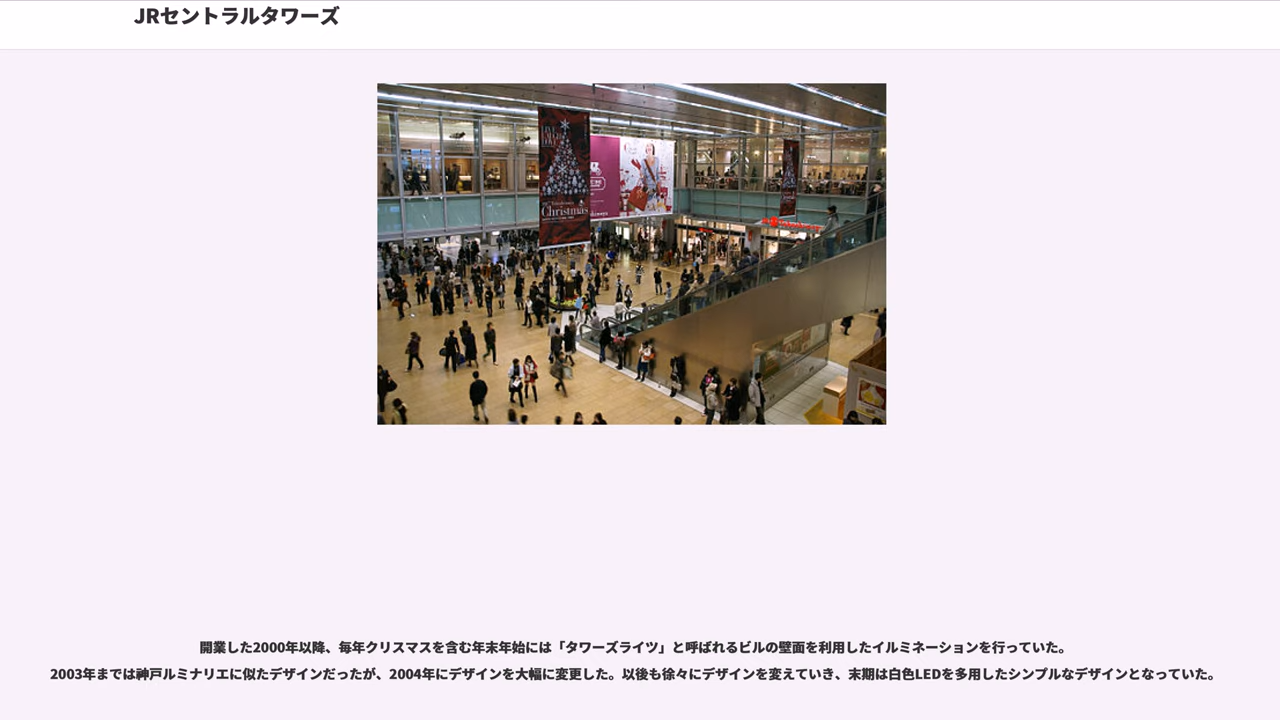 JRセントラルタワーズ
Christmas
開業した2000年以降、毎年クリスマスを含む年末年始には「タワーズライツ」と呼ばれるビルの壁面を利用したイルミネーションを行っていた。
2003年までは神戸ルミナリエに似たデザインだったが、2004年にデザインを大幅に変更した。以後も徐々にデザインを変えていき、末期は白色LEDを多用したシンプルなデザインとなっていた。